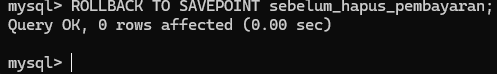 mysql> ROLLBACK TO SAVEPOINT sebelum_hapus_pembayaran;
Query OK, 0 rows affected (0.00 sec)
mysql>